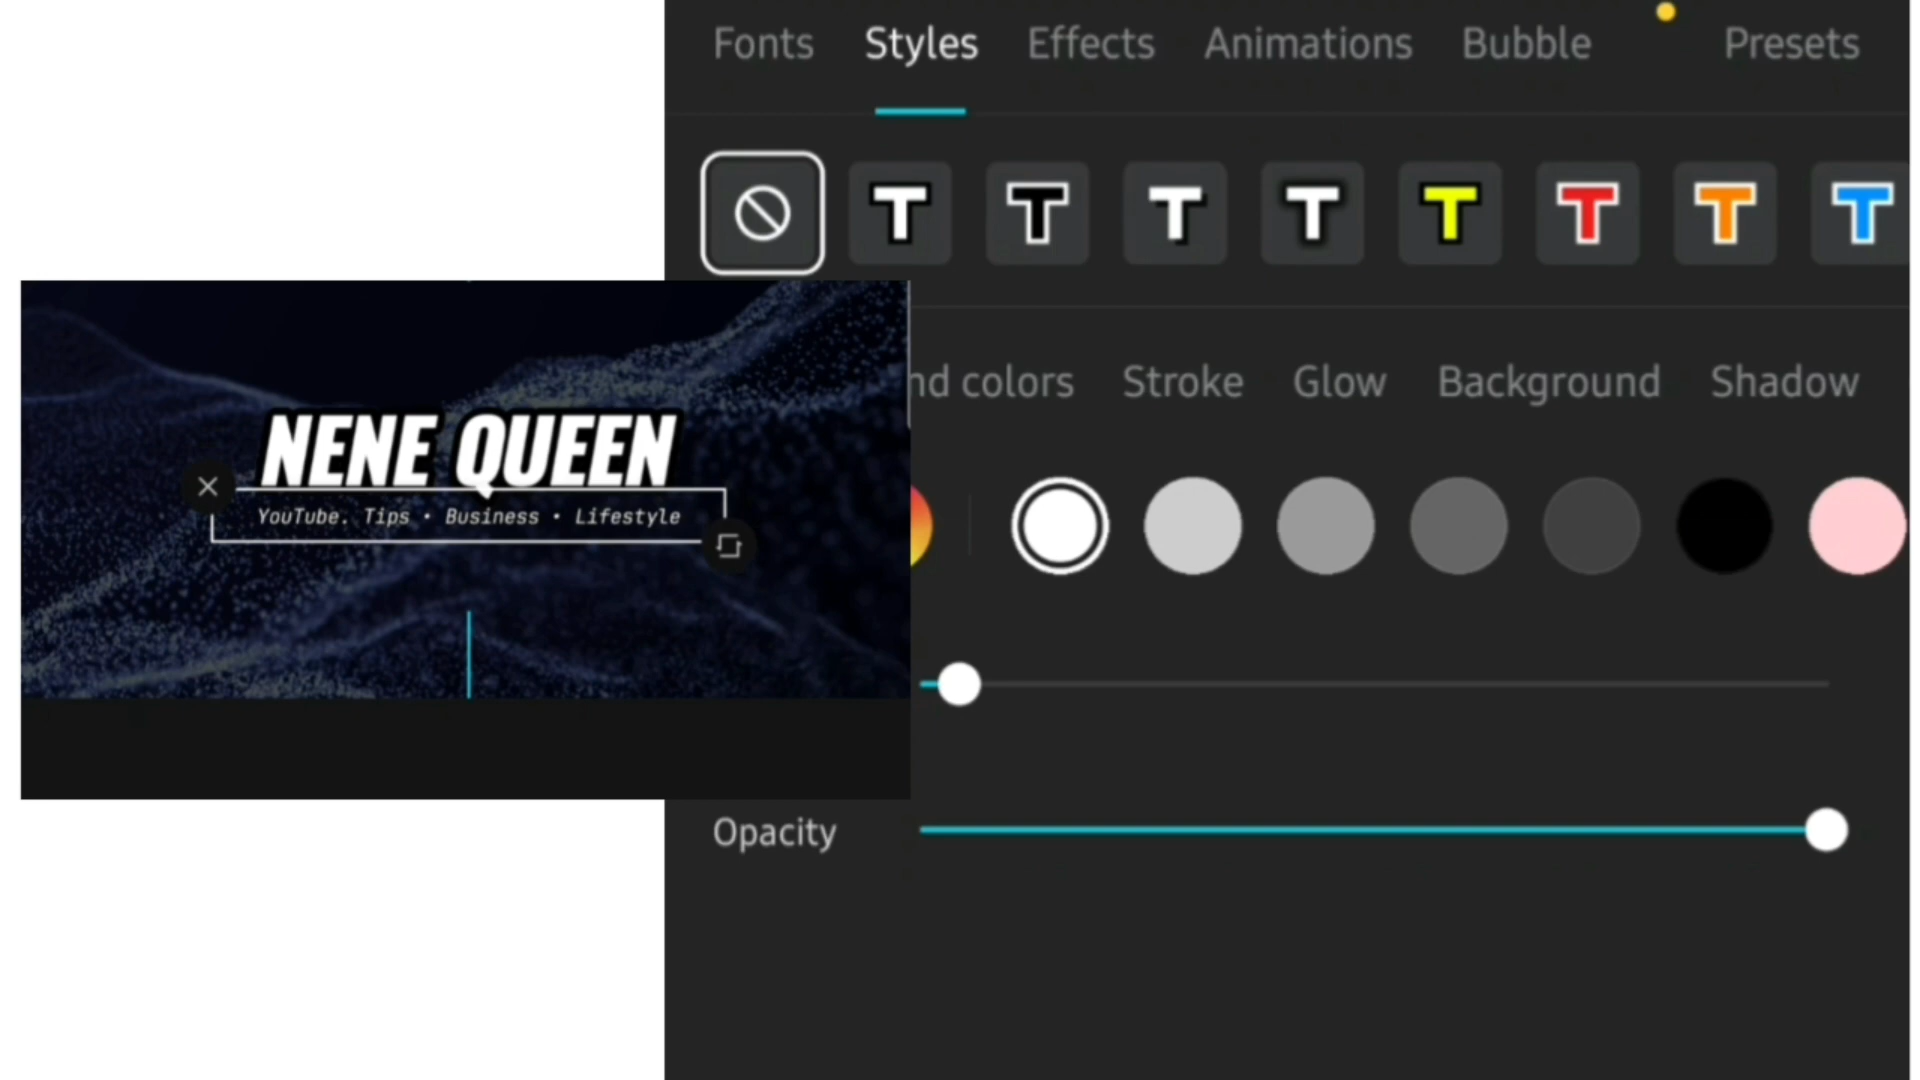 Fonts Styles Effects Animations Bubble Presets
T T T T T T T T
nd colors Stroke Glow Background Shadow
NENE QUEEN
YouTube. Tips • Business • Lifestyle
Opacity